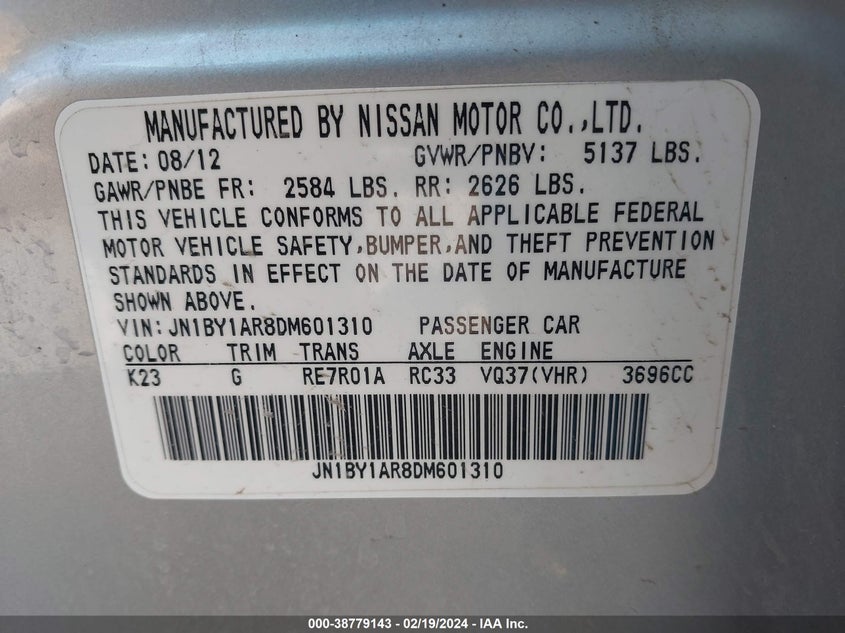 MANUFACTURED BY NISSAN MOTOR CO.,LTD.
DATE: 08/12 GVWR/PNBV: 5137 LBS.
GAWR/PNBE FR: 2584 LBS. RR: 2626 LBS.
THIS VEHICLE CONFORMS TO ALL APPLICABLE FEDERAL
MOTOR VEHICLE SAFETY,BUMPER,AND THEFT PREVENTION
STANDARDS IN EFFECT ON THE DATE OF MANUFACTURE
SHOWN ABOVE.
VIN: JN1BY1AR8DM601310 PASSENGER CAR
COLOR TRIM TRANS AXLE ENGINE
K23 G RE7R01A RC33 VQ37(VHR) 3696CC
JN1BY1AR8DM601310
000-38779143 - 02/19/2024 - IAA Inc.